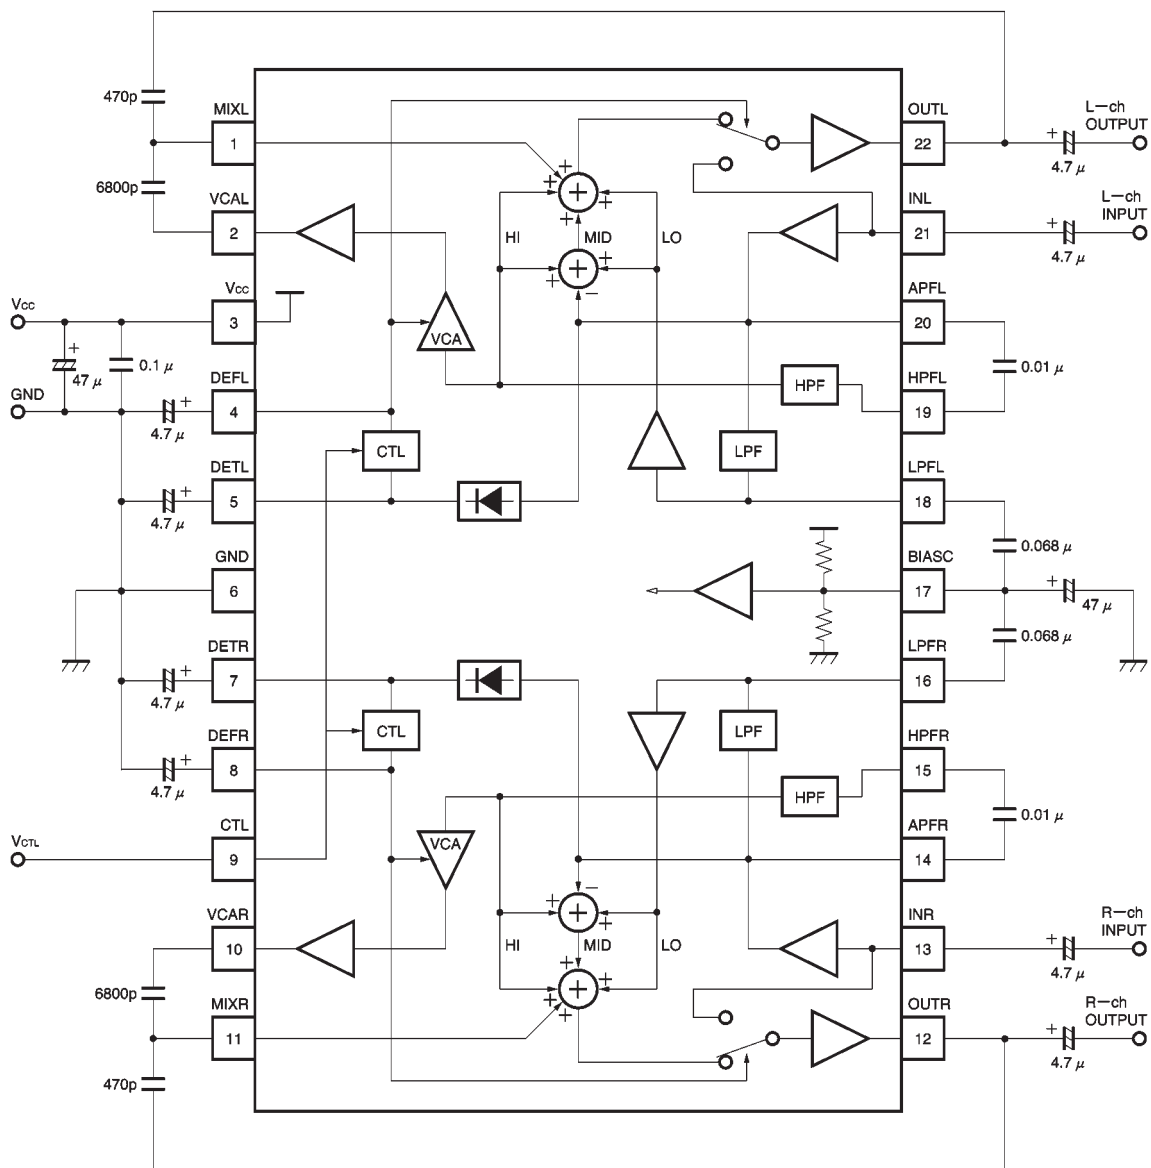 470p
6800p
MIXL
1
VCAL
2
Vcc
Vcc
3
+
47 μ
0.1 μ
GND
DEFL
4
+
4.7 μ
DETL
5
+
4.7 μ
GND
6
DETR
7
+
4.7 μ
DEFR
8
+
4.7 μ
VCTL
CTL
9
VCAR
10
6800p
MIXR
11
470p
+
+
+
+
+
HI
MID
LO
+
+
+
−
VCA
HPF
CTL
LPF
CTL
LPF
HPF
VCA
−
+
+
+
HI
MID
LO
+
+
+
+
+
OUTL
22
L−ch
OUTPUT
+
4.7 μ
INL
21
L−ch
INPUT
+
4.7 μ
APFL
20
0.01 μ
HPFL
19
LPFL
18
0.068 μ
BIASC
17
+
47 μ
0.068 μ
LPFR
16
HPFR
15
0.01 μ
APFR
14
INR
13
R−ch
INPUT
+
4.7 μ
OUTR
12
R−ch
OUTPUT
+
4.7 μ